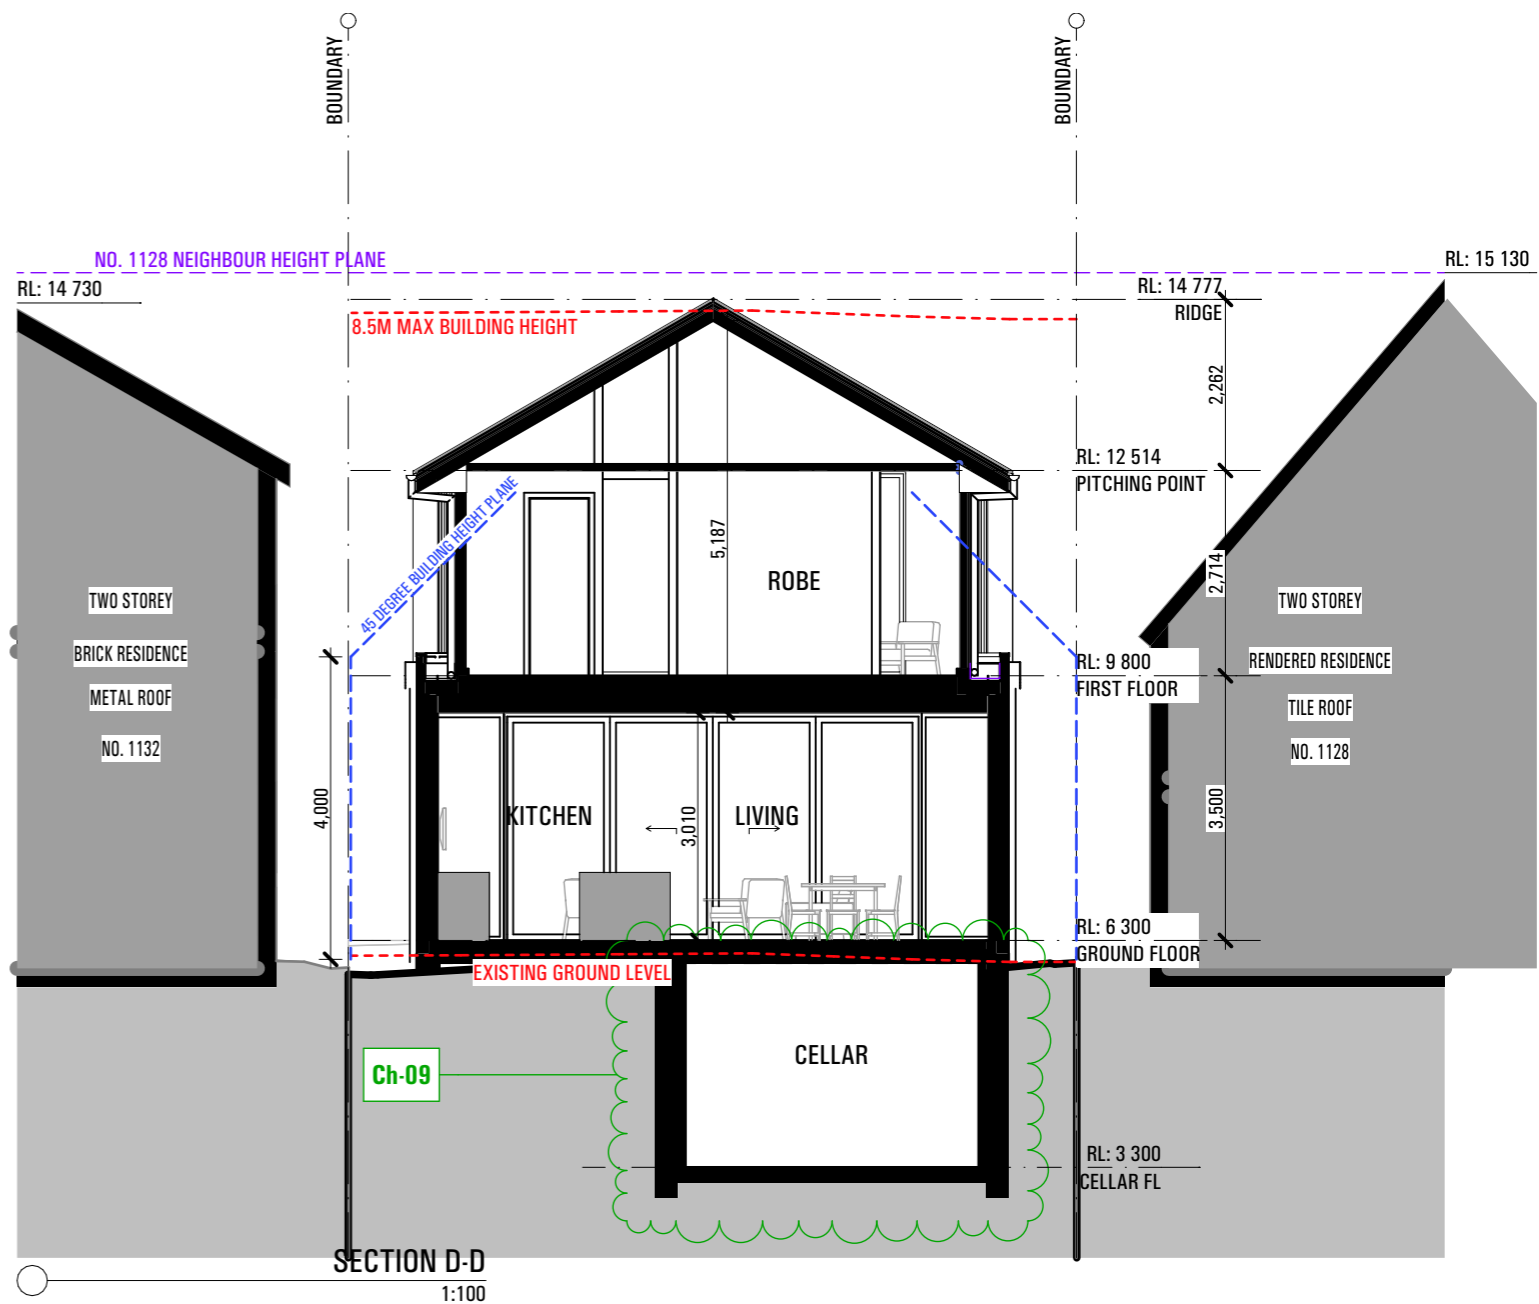 BOUNDARY
BOUNDARY
NO. 1128 NEIGHBOUR HEIGHT PLANE
RL: 15 130
RL: 14 730
RL: 14 777
RIDGE
8.5M MAX BUILDING HEIGHT
2,262
RL: 12 514
PITCHING POINT
45 DEGREE BUILDING HEIGHT PLANE
5,187
ROBE
2,714
TWO STOREY
BRICK RESIDENCE
METAL ROOF
NO. 1132
TWO STOREY
RENDERED RESIDENCE
TILE ROOF
NO. 1128
RL: 9 800
FIRST FLOOR
4,000
KITCHEN
3,010
LIVING
3,500
RL: 6 300
GROUND FLOOR
EXISTING GROUND LEVEL
CELLAR
Ch-09
RL: 3 300
CELLAR FL
SECTION D-D
1:100